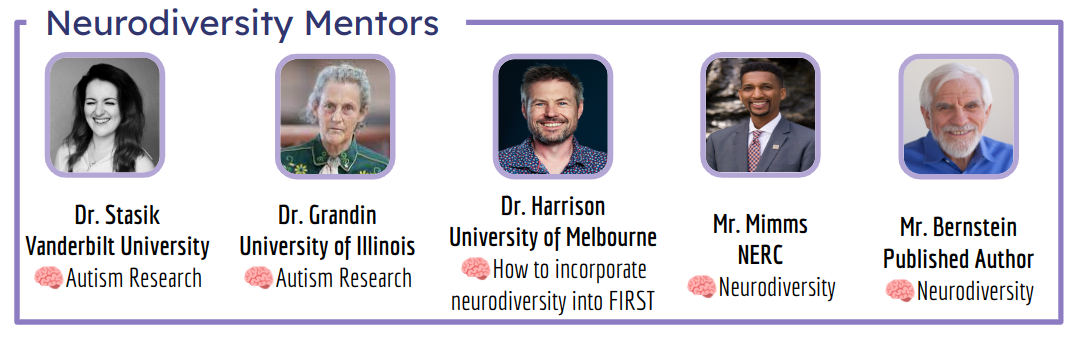 Neurodiversity Mentors
Dr. Stasik
Vanderbilt University
🧠Autism Research
Dr. Grandin
University of Illinois
🧠Autism Research
Dr. Harrison
University of Melbourne
🧠How to incorporate
neurodiversity into FIRST
Mr. Mimms
NERC
🧠Neurodiversity
Mr. Bernstein
Published Author
🧠Neurodiversity